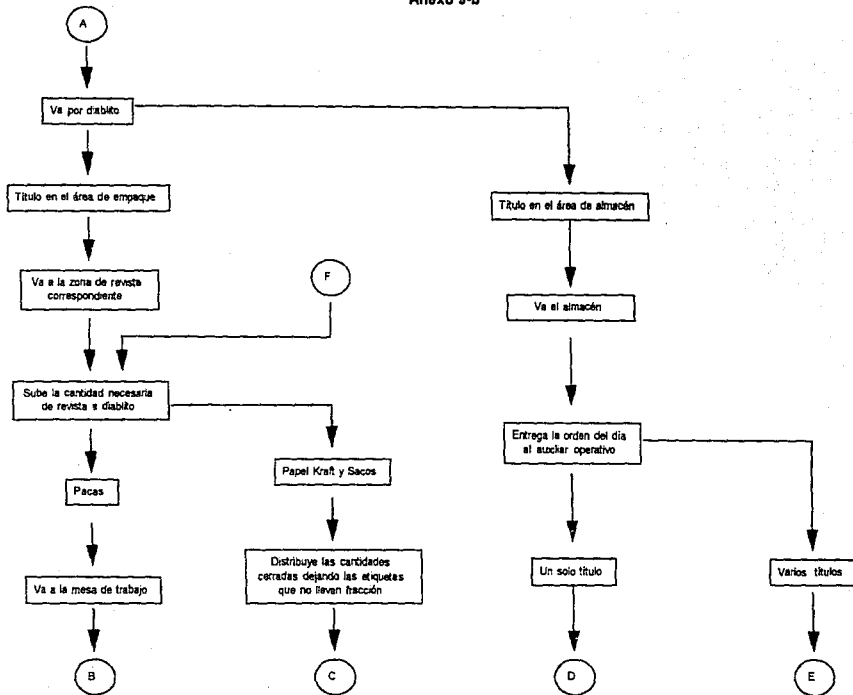 Anexo 9-b
A
Va por diablito
Título en el área de empaque
Título en el área de almacén
Va a la zona de revista
correspondiente
F
Va al almacén
Sube la cantidad necesaria
de revista a diablito
Entrega la orden del día
al auxiliar operativo
Papel Kraft y Sacos
Pacas
Distribuye las cantidades
cerradas dejando las etiquetas
que no llevan fracción
Va a la mesa de trabajo
Un solo título
Varios títulos
B
C
D
E